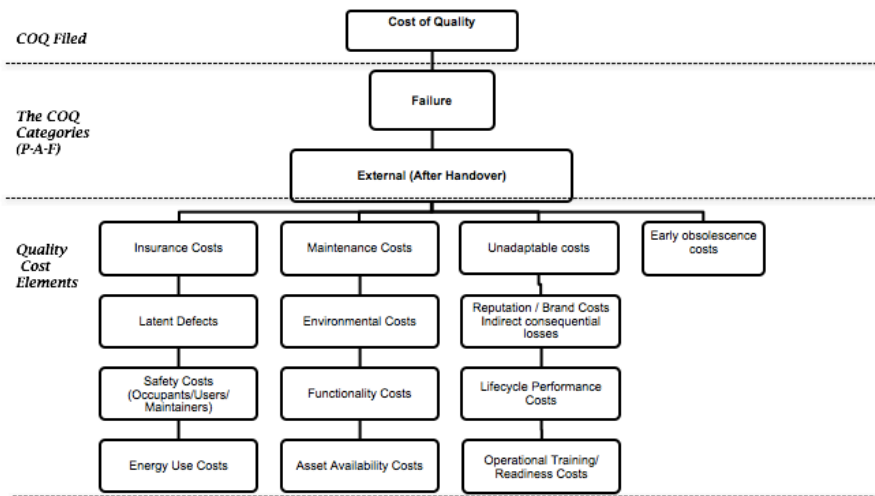 Cost of Quality
COQ Filed
Failure
The COQ
Categories
(P-A-F)
External (After Handover)
Quality
Cost
Elements
Insurance Costs
Maintenance Costs
Unadaptable costs
Early obsolescence
costs
Latent Defects
Environmental Costs
Reputation / Brand Costs
Indirect consequential
losses
Safety Costs
(Occupants/Users/
Maintainers)
Functionality Costs
Lifecycle Performance
Costs
Energy Use Costs
Asset Availability Costs
Operational Training/
Readiness Costs